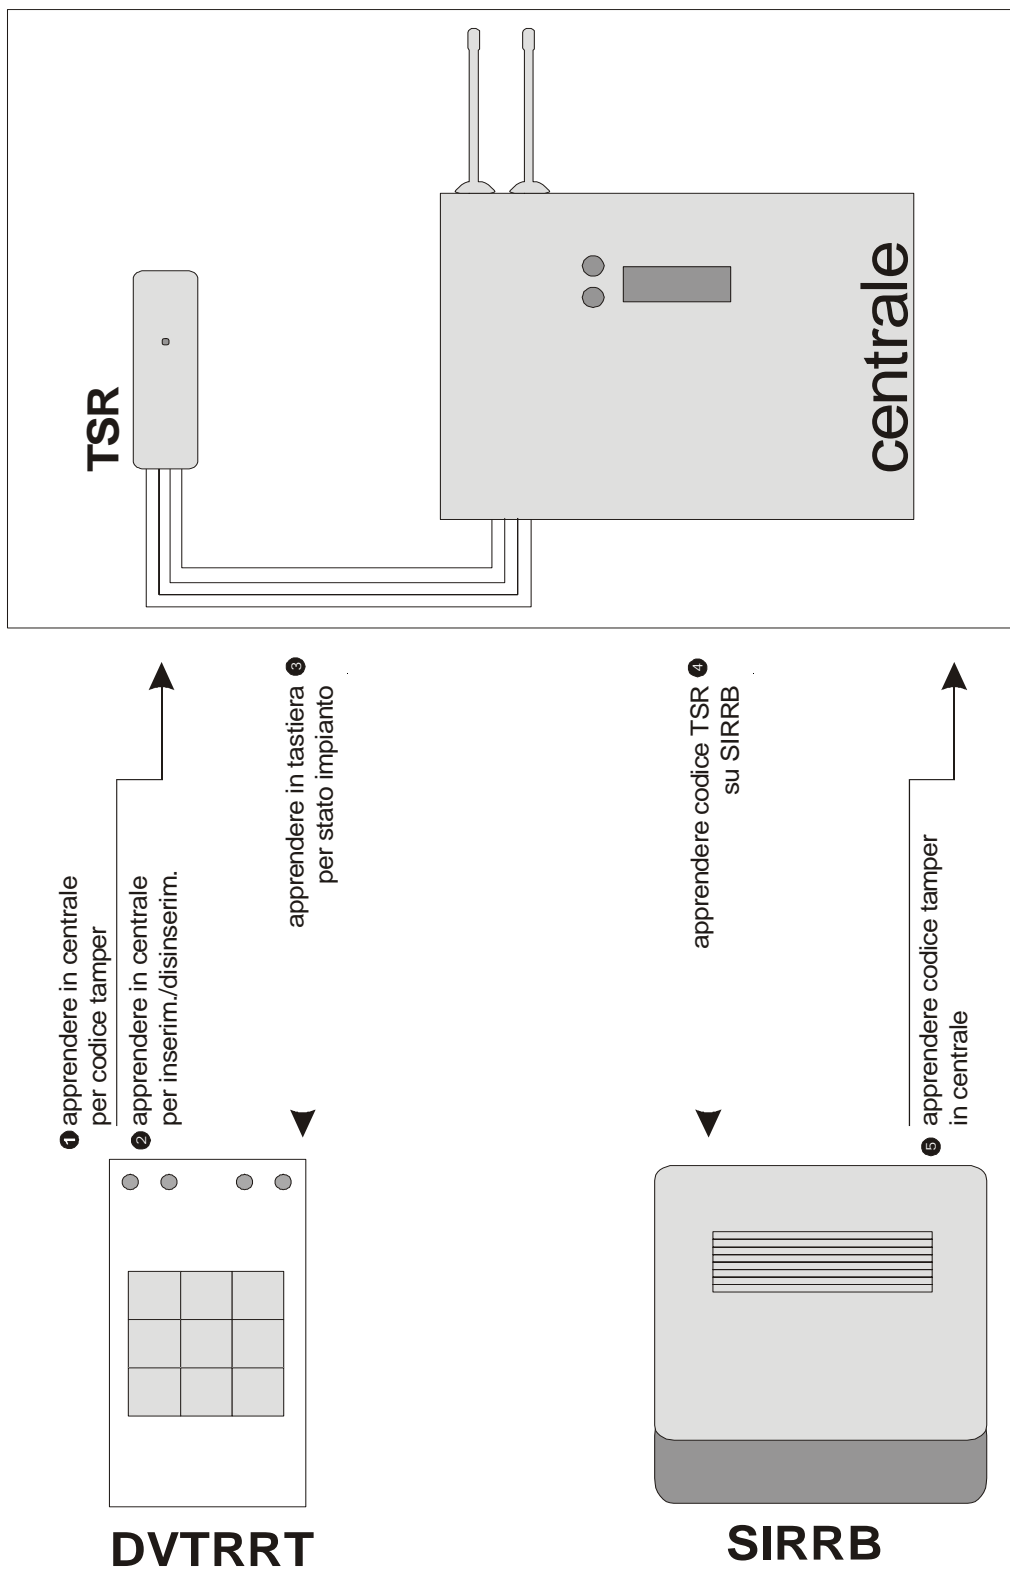 TSR
centrale
❶ apprendere in centrale
per codice tamper
❷ apprendere in centrale
per inserim./disinserim.
apprendere in tastiera ❸
per stato impianto
apprendere codice TSR ❹
su SIRRB
❺ apprendere codice tamper
in centrale
DVTRRT
SIRRB